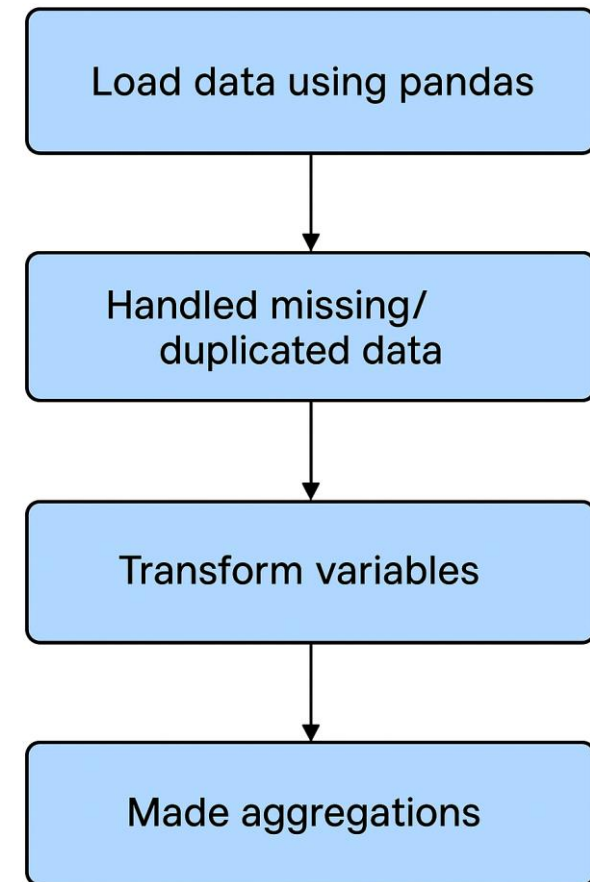 Load data using pandas
Handled missing/
duplicated data
Transform variables
Made aggregations